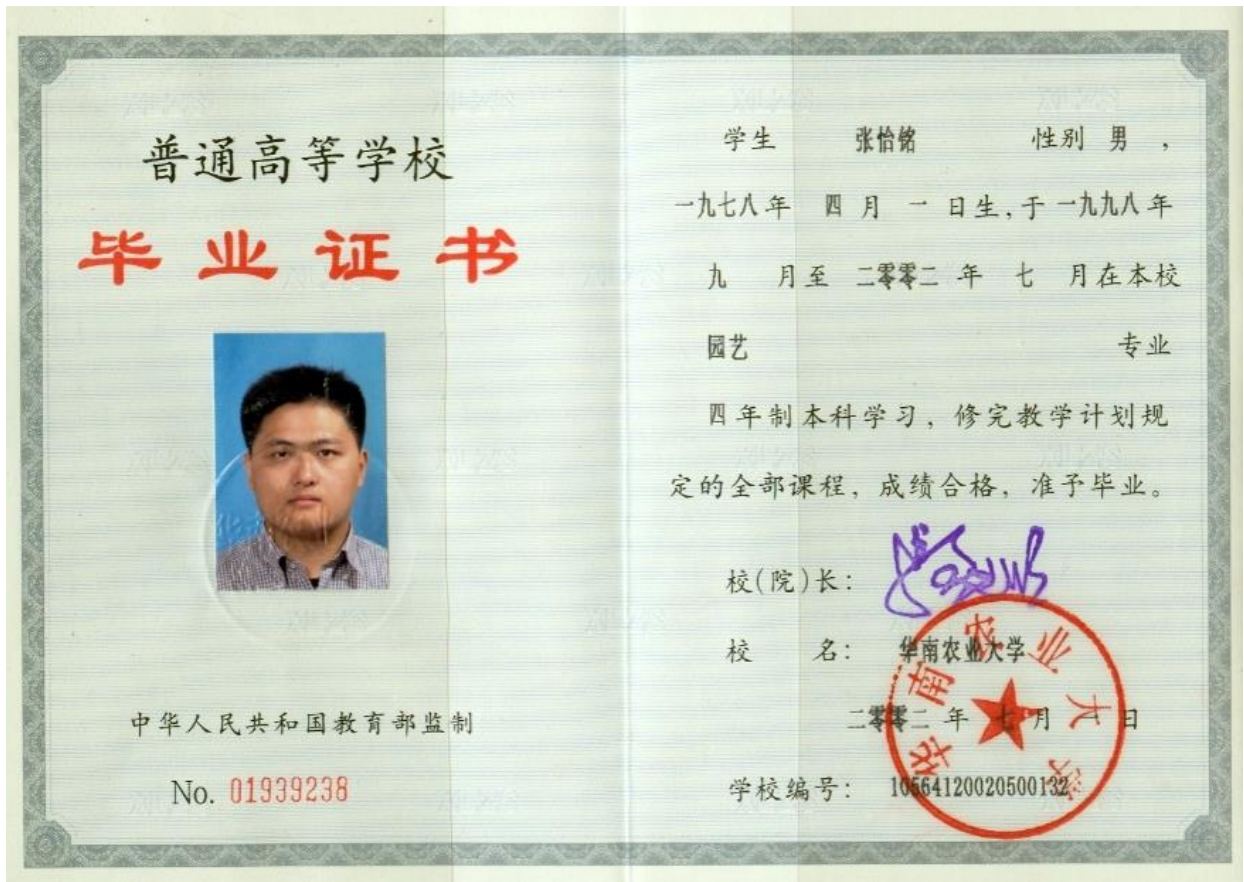 普通高等学校
毕业证书
中华人民共和国教育部监制
No. 01939238
学生 张怡铭 性别 男 ,
一九七八年 四 月 一 日生,于 一九九八年
九 月至 二零零二 年 七 月在本校
园艺 专业
四年制本科学习，修完教学计划规
定的全部课程，成绩合格，准予毕业。
校(院)长:
校 名: 华南农业大学
二零零二 年 七 月 日
学校编号: 105641200205001​32
华南农业大学